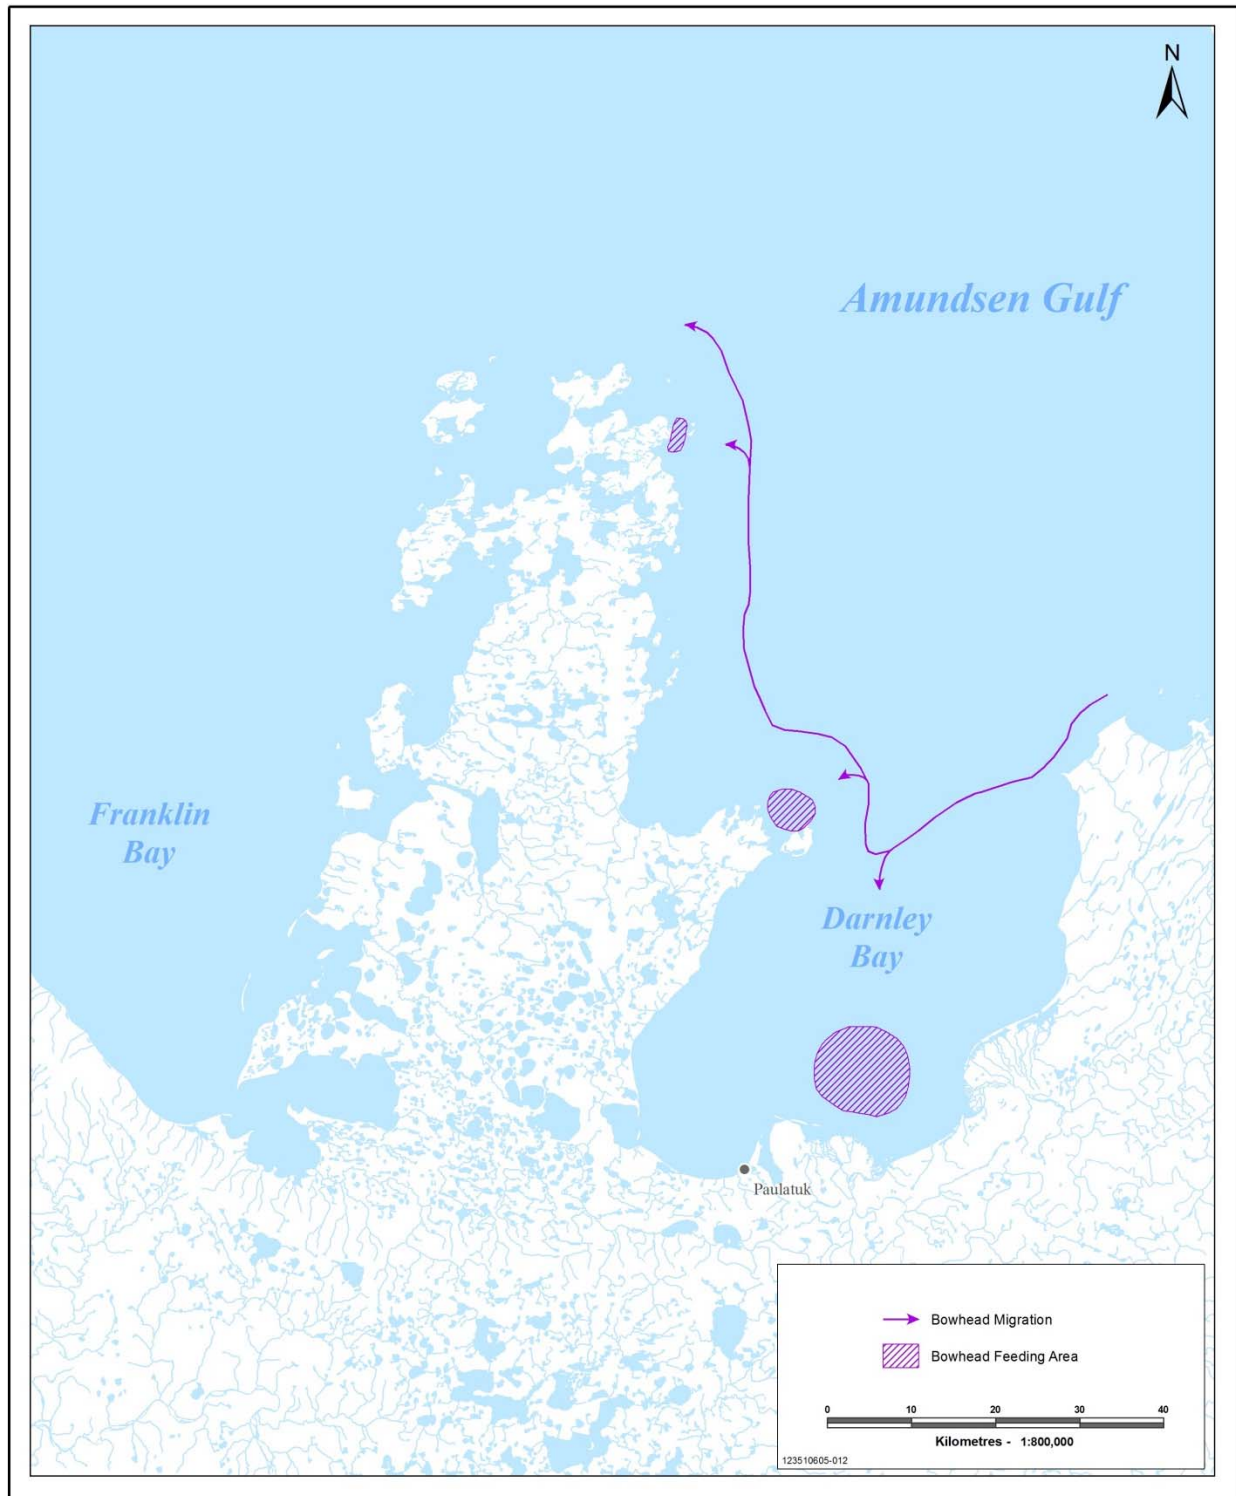 N
Amundsen Gulf
Franklin
Bay
Darnley
Bay
Paulatuk
Bowhead Migration
Bowhead Feeding Area
0 10 20 30 40
Kilometres - 1:800,000
123510605-012